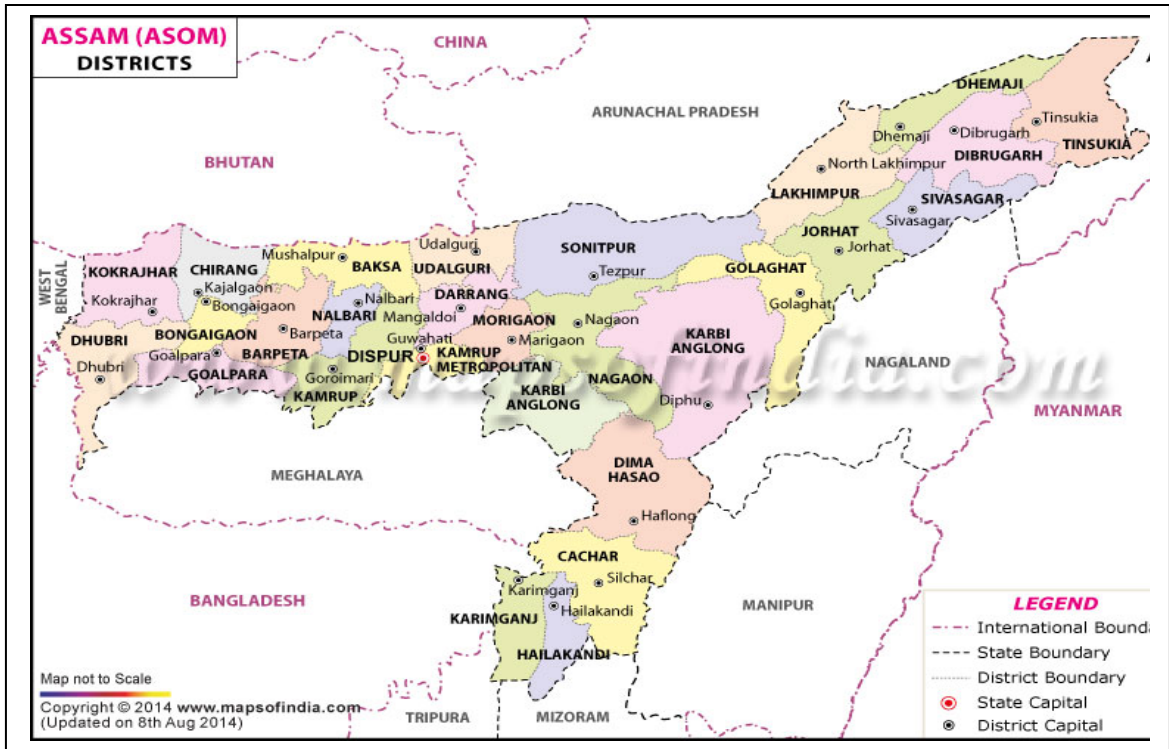 ASSAM (ASOM)
DISTRICTS
CHINA
ARUNACHAL PRADESH
BHUTAN
DHEMAJI
Dhemaji
Tinsukia
Dibrugarh
TINSUKIA
DIBRUGARH
North Lakhimpur
LAKHIMPUR
SIVASAGAR
Sivasagar
JORHAT
Jorhat
WEST
BENGAL
KOKRAJHAR
Kokrajhar
CHIRANG
Kajalgaon
Bongaigaon
Mushalpur
BAKSA
Udalguri
UDALGURI
SONITPUR
Tezpur
GOLAGHAT
Golaghat
DHUBRI
Dhubri
BONGAIGAON
Goalpara
GOALPARA
Barpeta
BARPETA
Nalbari
NALBARI
DARRANG
Mangaldoi
MORIGAON
Marigaon
Nagaon
NAGAON
Guwahati
DISPUR
KAMRUP
METROPOLITAN
Goroimari
KAMRUP
KARBI
ANGLONG
KARBI
ANGLONG
Diphu
NAGALAND
MYANMAR
MEGHALAYA
DIMA
HASAO
Haflong
CACHAR
Silchar
Karimganj
KARIMGANJ
Hailakandi
HAILAKANDI
BANGLADESH
MANIPUR
TRIPURA
MIZORAM
LEGEND
International Bounda
State Boundary
District Boundary
State Capital
District Capital
Map not to Scale
Copyright © 2014 www.mapsofindia.com
(Updated on 8th Aug 2014)
www.mapsofindia.com